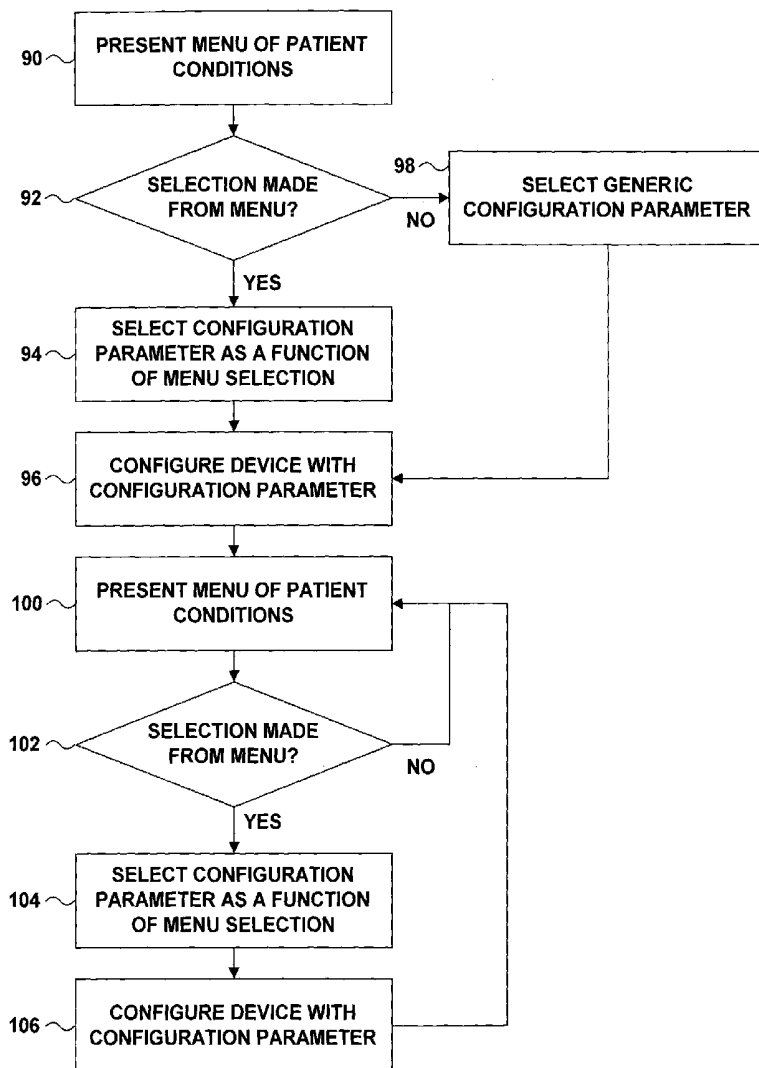 90
PRESENT MENU OF PATIENT
CONDITIONS
92
SELECTION MADE
FROM MENU?
NO
98
SELECT GENERIC
CONFIGURATION PARAMETER
YES
94
SELECT CONFIGURATION
PARAMETER AS A FUNCTION
OF MENU SELECTION
96
CONFIGURE DEVICE WITH
CONFIGURATION PARAMETER
100
PRESENT MENU OF PATIENT
CONDITIONS
102
SELECTION MADE
FROM MENU?
NO
YES
104
SELECT CONFIGURATION
PARAMETER AS A FUNCTION
OF MENU SELECTION
106
CONFIGURE DEVICE WITH
CONFIGURATION PARAMETER